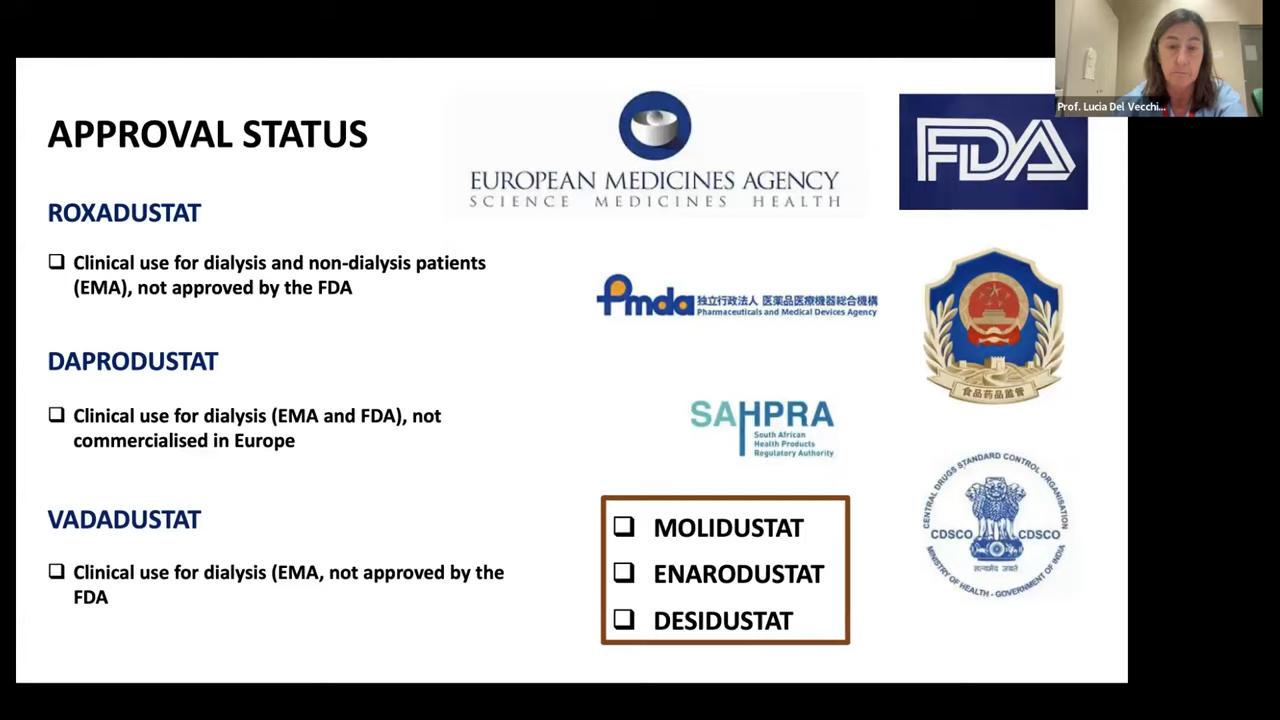 Prof. Lucia Del Vecchi...
APPROVAL STATUS
EUROPEAN MEDICINES AGENCY
SCIENCE MEDICINES HEALTH
FDA
ROXADUSTAT
Clinical use for dialysis and non-dialysis patients
(EMA), not approved by the FDA
Pmda 独立行政法人 医薬品医療機器総合機構
Pharmaceuticals and Medical Devices Agency
食品药品监管
DAPRODUSTAT
Clinical use for dialysis (EMA and FDA), not
commercialised in Europe
SAHPRA
South African
Health Products
Regulatory Authority
CENTRAL DRUGS STANDARD CONTROL ORGANISATION
CDSCO CDSCO
सत्यमेव जयते
MINISTRY OF HEALTH - GOVERNMENT OF INDIA
VADADUSTAT
Clinical use for dialysis (EMA, not approved by the
FDA
MOLIDUSTAT
ENARODUSTAT
DESIDUSTAT